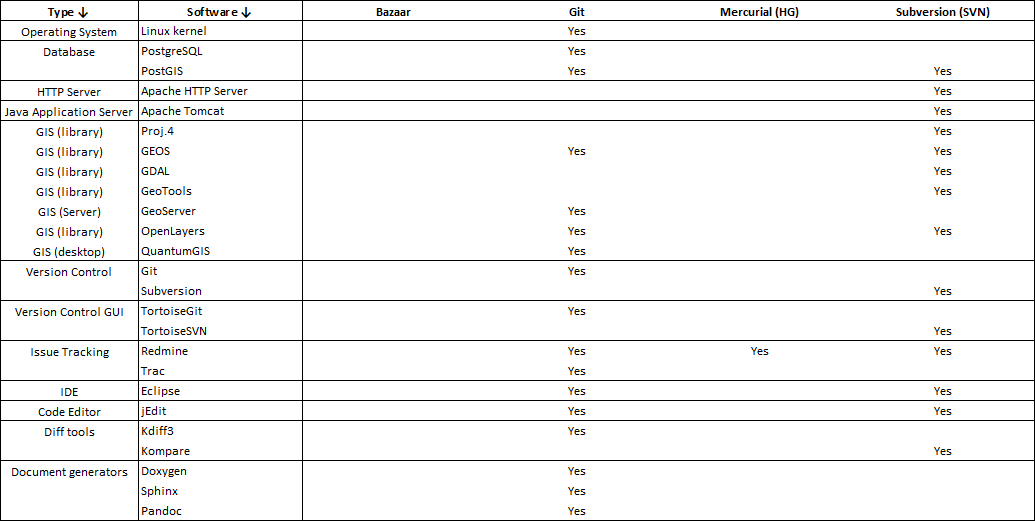 Type ↓ Software ↓ Bazaar Git Mercurial (HG) Subversion (SVN)
Operating System Linux kernel Yes
Database PostgreSQL Yes
PostGIS Yes Yes
HTTP Server Apache HTTP Server Yes
Java Application Server Apache Tomcat Yes
GIS (library) Proj.4 Yes
GIS (library) GEOS Yes Yes
GIS (library) GDAL Yes
GIS (library) GeoTools Yes
GIS (Server) GeoServer Yes
GIS (library) OpenLayers Yes Yes
GIS (desktop) QuantumGIS Yes
Version Control Git Yes
Subversion Yes
Version Control GUI TortoiseGit Yes
TortoiseSVN Yes
Issue Tracking Redmine Yes Yes Yes
Trac Yes
IDE Eclipse Yes Yes
Code Editor jEdit Yes Yes
Diff tools Kdiff3 Yes
Kompare Yes
Document generators Doxygen Yes
Sphinx Yes
Pandoc Yes